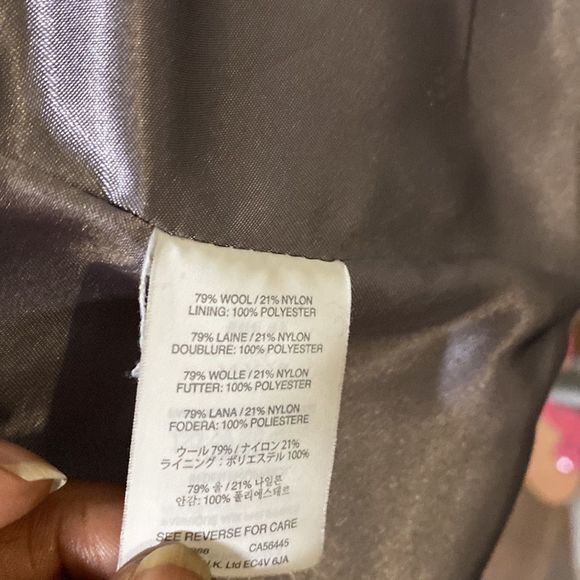 79% WOOL / 21% NYLON
LINING: 100% POLYESTER
79% LAINE / 21% NYLON
DOUBLURE: 100% POLYESTER
79% WOLLE / 21% NYLON
FUTTER: 100% POLYESTER
79% LANA / 21% NYLON
FODERA: 100% POLIESTERE
ウール 79% / ナイロン 21%
ライニング : ポリエステル 100%
79% 울 / 21% 나일론
안감: 100% 폴리에스테르
SEE REVERSE FOR CARE
CA56445
.K. Ltd EC4V 6JA